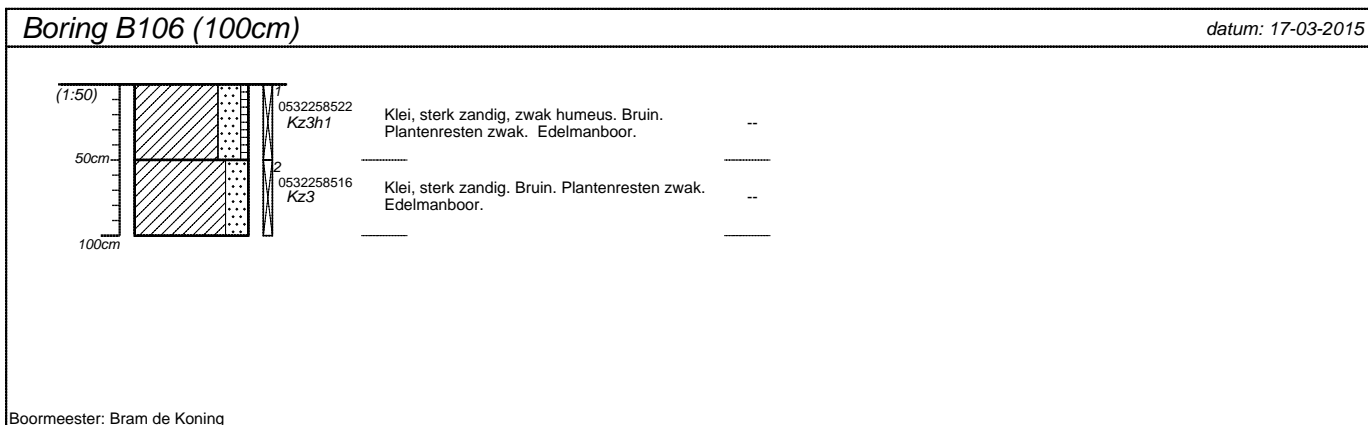 Boring B106 (100cm)
datum: 17-03-2015
(1:50)
1
0532258522
Kz3h1
Klei, sterk zandig, zwak humeus. Bruin.
Plantenresten zwak. Edelmanboor.
--
50cm
2
0532258516
Kz3
Klei, sterk zandig. Bruin. Plantenresten zwak.
Edelmanboor.
--
100cm
Boormeester: Bram de Koning